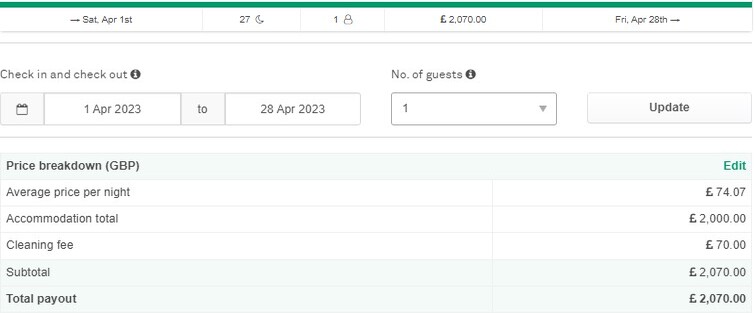 → Sat, Apr 1st 27 1 £ 2,070.00 Fri, Apr 28th →
Check in and check out No. of guests
1 Apr 2023 to 28 Apr 2023 1 Update
Price breakdown (GBP) Edit
Average price per night £ 74.07
Accommodation total £ 2,000.00
Cleaning fee £ 70.00
Subtotal £ 2,070.00
Total payout £ 2,070.00